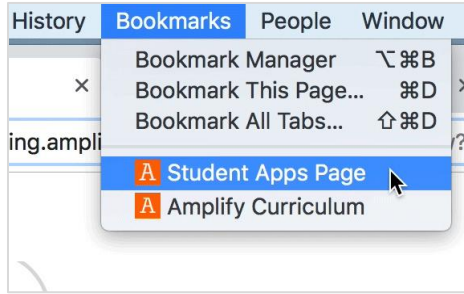 History Bookmarks People Window
Bookmark Manager ⌥⌘B
Bookmark This Page... ⌘D
Bookmark All Tabs... ⇧⌘D
ing.ampli
A Student Apps Page
A Amplify Curriculum